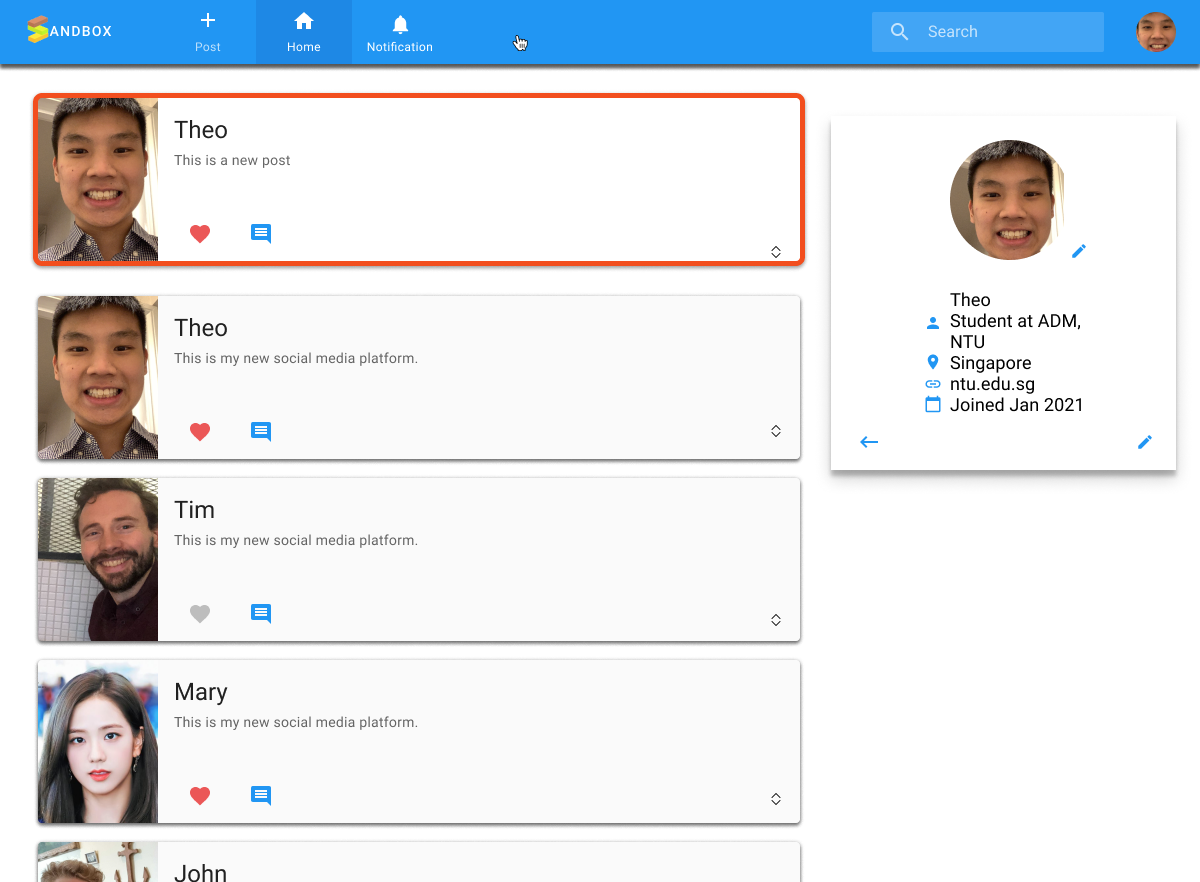 SANDBOX
Post
Home
Notification
Search
Theo
This is a new post
Theo
This is my new social media platform.
Tim
This is my new social media platform.
Mary
This is my new social media platform.
John
Theo
Student at ADM,
NTU
Singapore
ntu.edu.sg
Joined Jan 2021